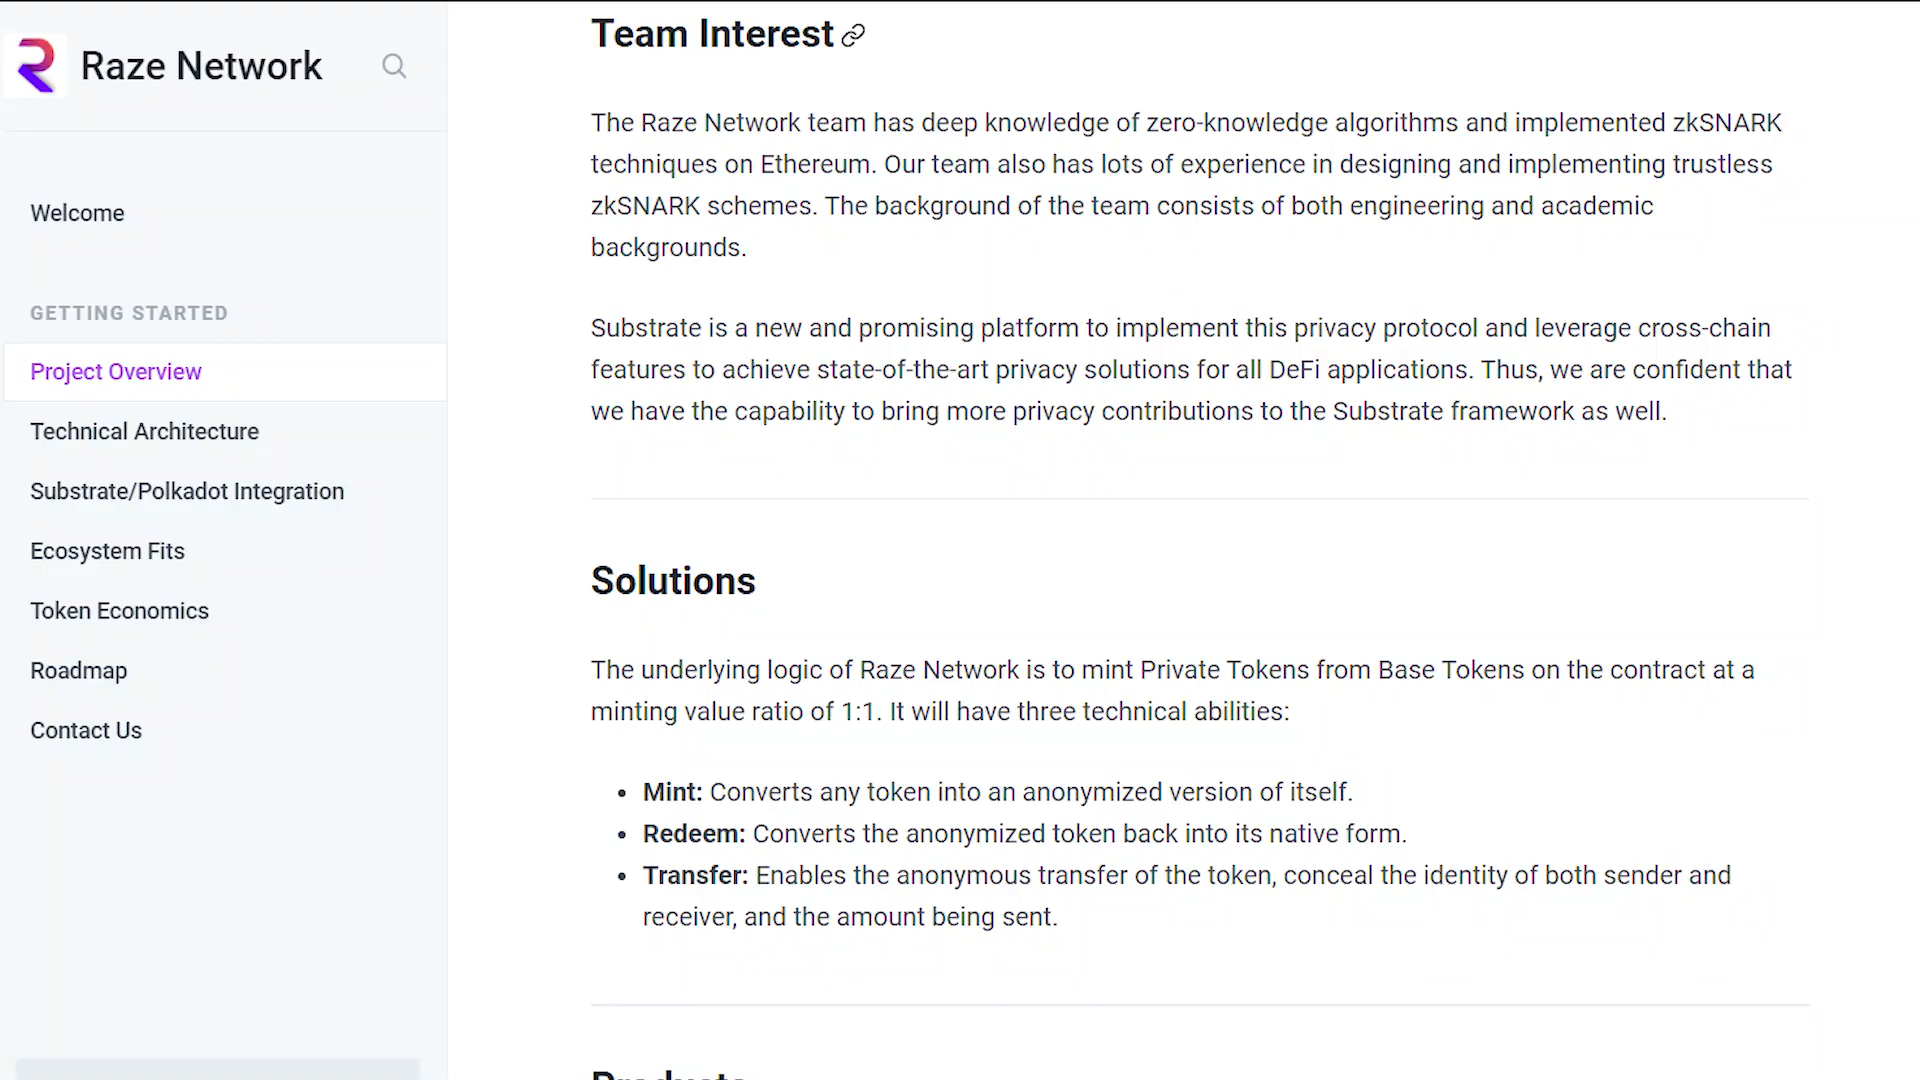 Raze Network
Welcome
GETTING STARTED
Project Overview
Technical Architecture
Substrate/Polkadot Integration
Ecosystem Fits
Token Economics
Roadmap
Contact Us
Team Interest
The Raze Network team has deep knowledge of zero-knowledge algorithms and implemented zkSNARK
techniques on Ethereum. Our team also has lots of experience in designing and implementing trustless
zkSNARK schemes. The background of the team consists of both engineering and academic
backgrounds.
Substrate is a new and promising platform to implement this privacy protocol and leverage cross-chain
features to achieve state-of-the-art privacy solutions for all DeFi applications. Thus, we are confident that
we have the capability to bring more privacy contributions to the Substrate framework as well.
Solutions
The underlying logic of Raze Network is to mint Private Tokens from Base Tokens on the contract at a
minting value ratio of 1:1. It will have three technical abilities:
• Mint: Converts any token into an anonymized version of itself.
• Redeem: Converts the anonymized token back into its native form.
• Transfer: Enables the anonymous transfer of the token, conceal the identity of both sender and
receiver, and the amount being sent.
Products